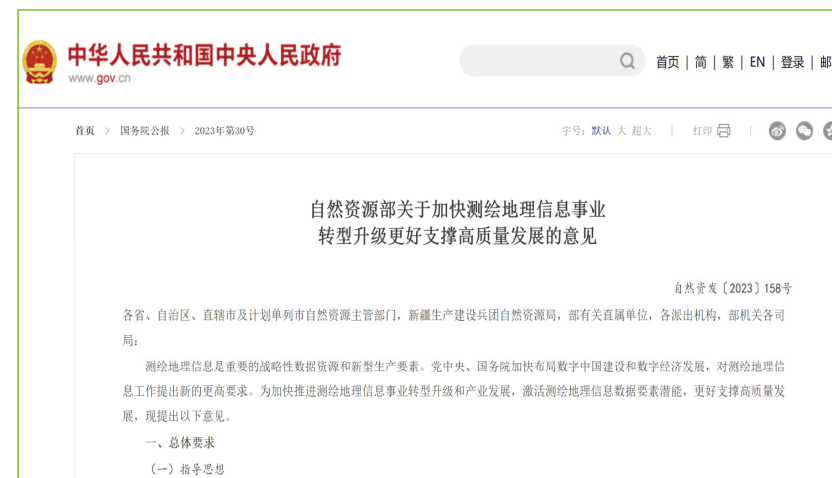 中华人民共和国中央人民政府
www.gov.cn
首页 | 简 | 繁 | EN | 登录 | 邮
首页 > 国务院公报 > 2023年第30号
字号：默认 大 超大 | 打印 |
自然资源部关于加快测绘地理信息事业
转型升级更好支撑高质量发展的意见
自然资发〔2023〕158号
各省、自治区、直辖市及计划单列市自然资源主管部门，新疆生产建设兵团自然资源局，部有关直属单位，各派出机构，部机关各司
局：
测绘地理信息是重要的战略性数据资源和新型生产要素。党中央、国务院加快布局数字中国建设和数字经济发展，对测绘地理信
息工作提出新的更高要求。为加快推进测绘地理信息事业转型升级和产业发展，激活测绘地理信息数据要素潜能，更好支撑高质量发
展，现提出以下意见。
一、总体要求
（一）指导思想